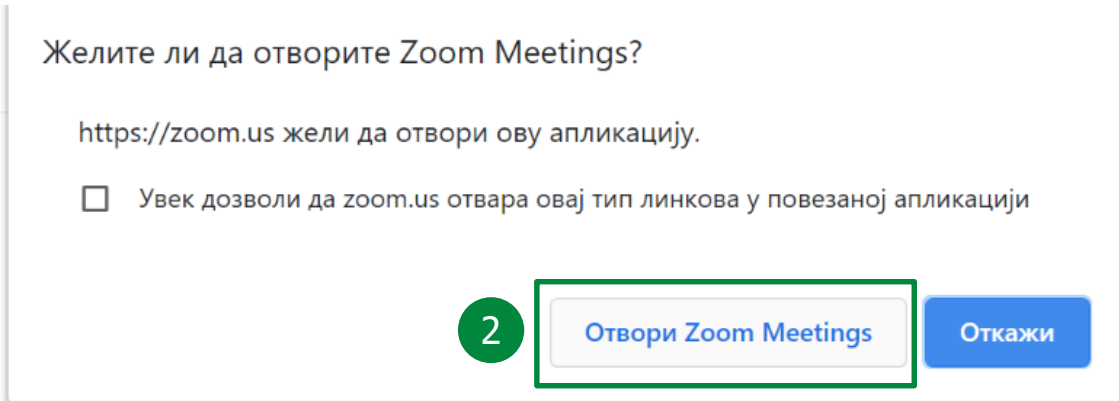 Желите ли да отворите Zoom Meetings?
https://zoom.us жели да отвори ову апликацију.
Увек дозволи да zoom.us отвара овај тип линкова у повезаној апликацији
2 Отвори Zoom Meetings Откажи